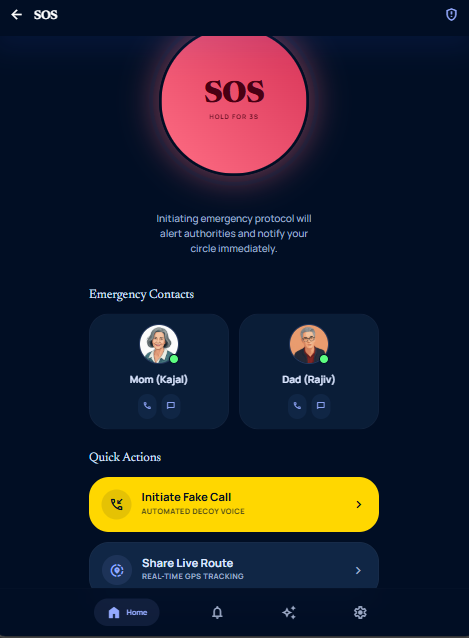 SOS
SOS
HOLD FOR 3S
Initiating emergency protocol will
alert authorities and notify your
circle immediately.
Emergency Contacts
Mom (Kajal)
Dad (Rajiv)
Quick Actions
Initiate Fake Call
AUTOMATED DECOY VOICE
Share Live Route
REAL-TIME GPS TRACKING
Home